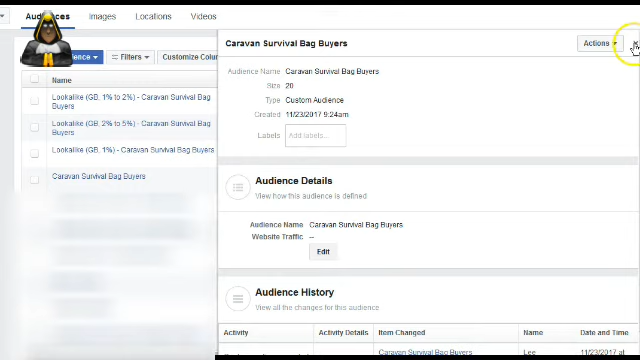 Audiences Images Locations Videos
ence Filters Customize Colun
Name
Lookalike (GB, 1% to 2%) - Caravan Survival Bag
Buyers
Lookalike (GB, 2% to 5%) - Caravan Survival Bag
Buyers
Lookalike (GB, 1%) - Caravan Survival Bag Buyers
Caravan Survival Bag Buyers
Caravan Survival Bag Buyers Actions
Audience Name Caravan Survival Bag Buyers
Size 20
Type Custom Audience
Created 11/23/2017 9:24am
Labels Add labels...
Audience Details
View how this audience is defined
Audience Name Caravan Survival Bag Buyers
Website Traffic --
Edit
Audience History
View all the changes for this audience
Activity Activity Details Item Changed Name Date and Time
Caravan Survival Bag Buyers Lee 11/23/2017 at